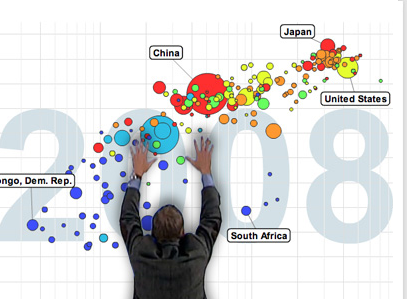 Japan
China
United States
2008
ongo, Dem. Rep.
South Africa